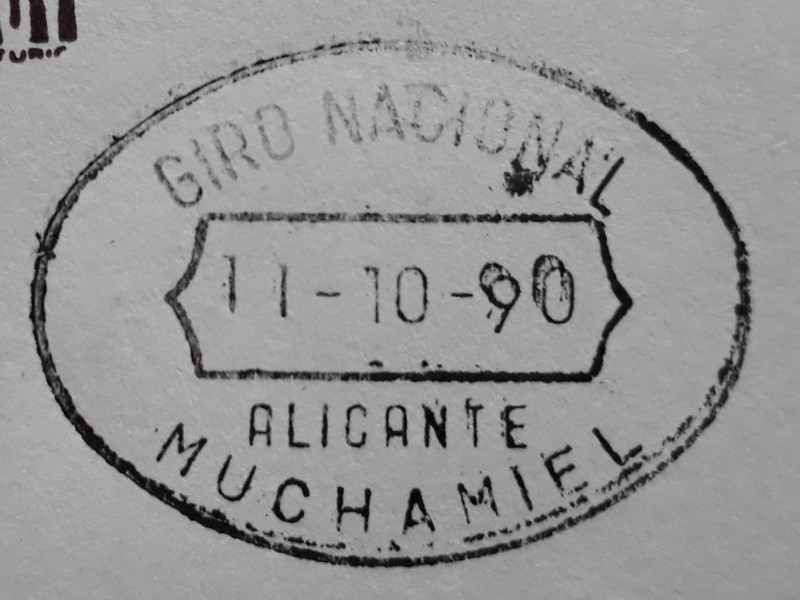 GIRO NACIONAL
11-10-90
ALICANTE
MUCHAMIEL